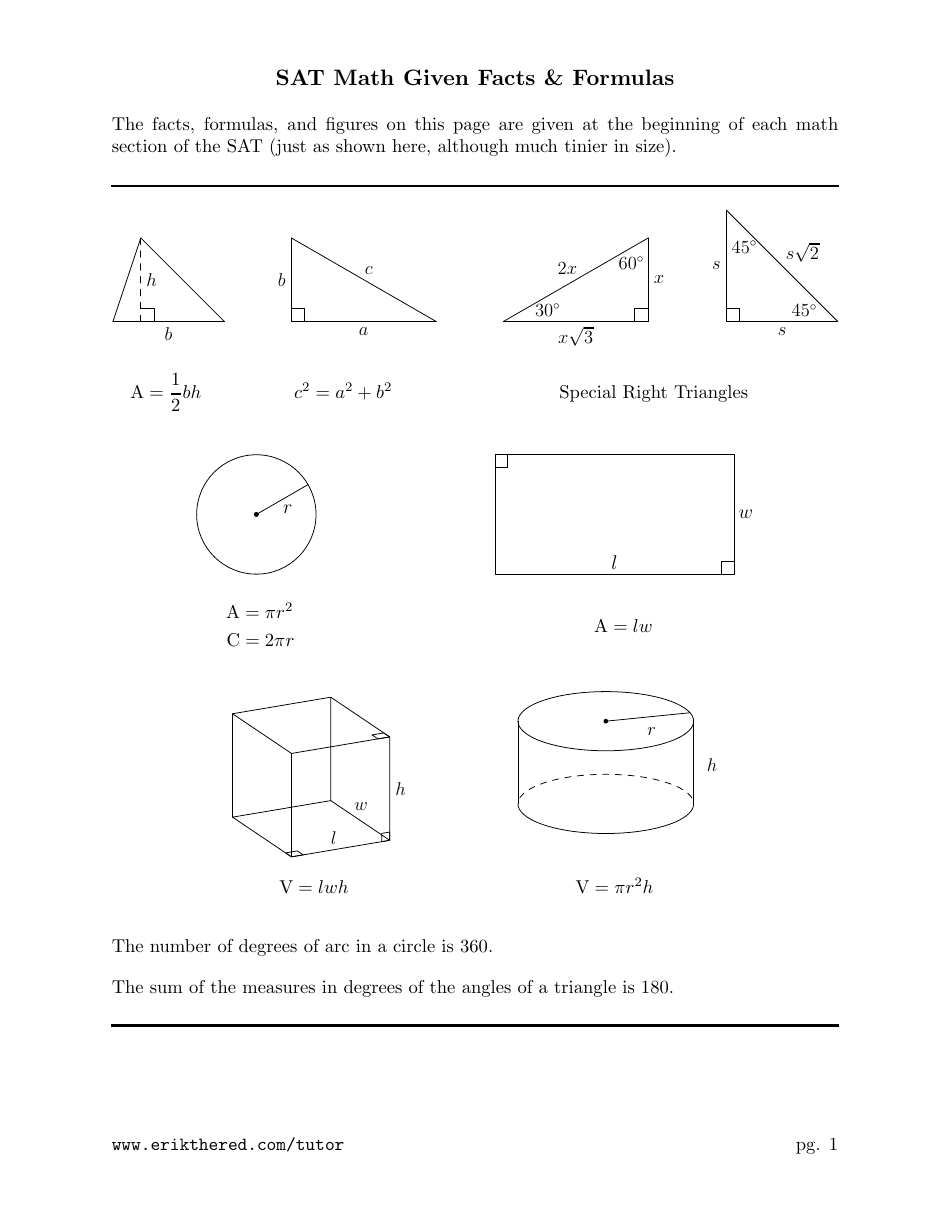 SAT Math Given Facts & Formulas
The facts, formulas, and figures on this page are given at the beginning of each math
section of the SAT (just as shown here, although much tinier in size).
h
b
b
c
a
2x
60°
x
30°
x√3
45°
s√2
s
45°
s
A = 1/2 bh
c² = a² + b²
Special Right Triangles
r
w
l
A = πr²
C = 2πr
A = lw
h
w
l
r
h
V = lwh
V = πr²h
The number of degrees of arc in a circle is 360.
The sum of the measures in degrees of the angles of a triangle is 180.
www.erikthered.com/tutor
pg. 1